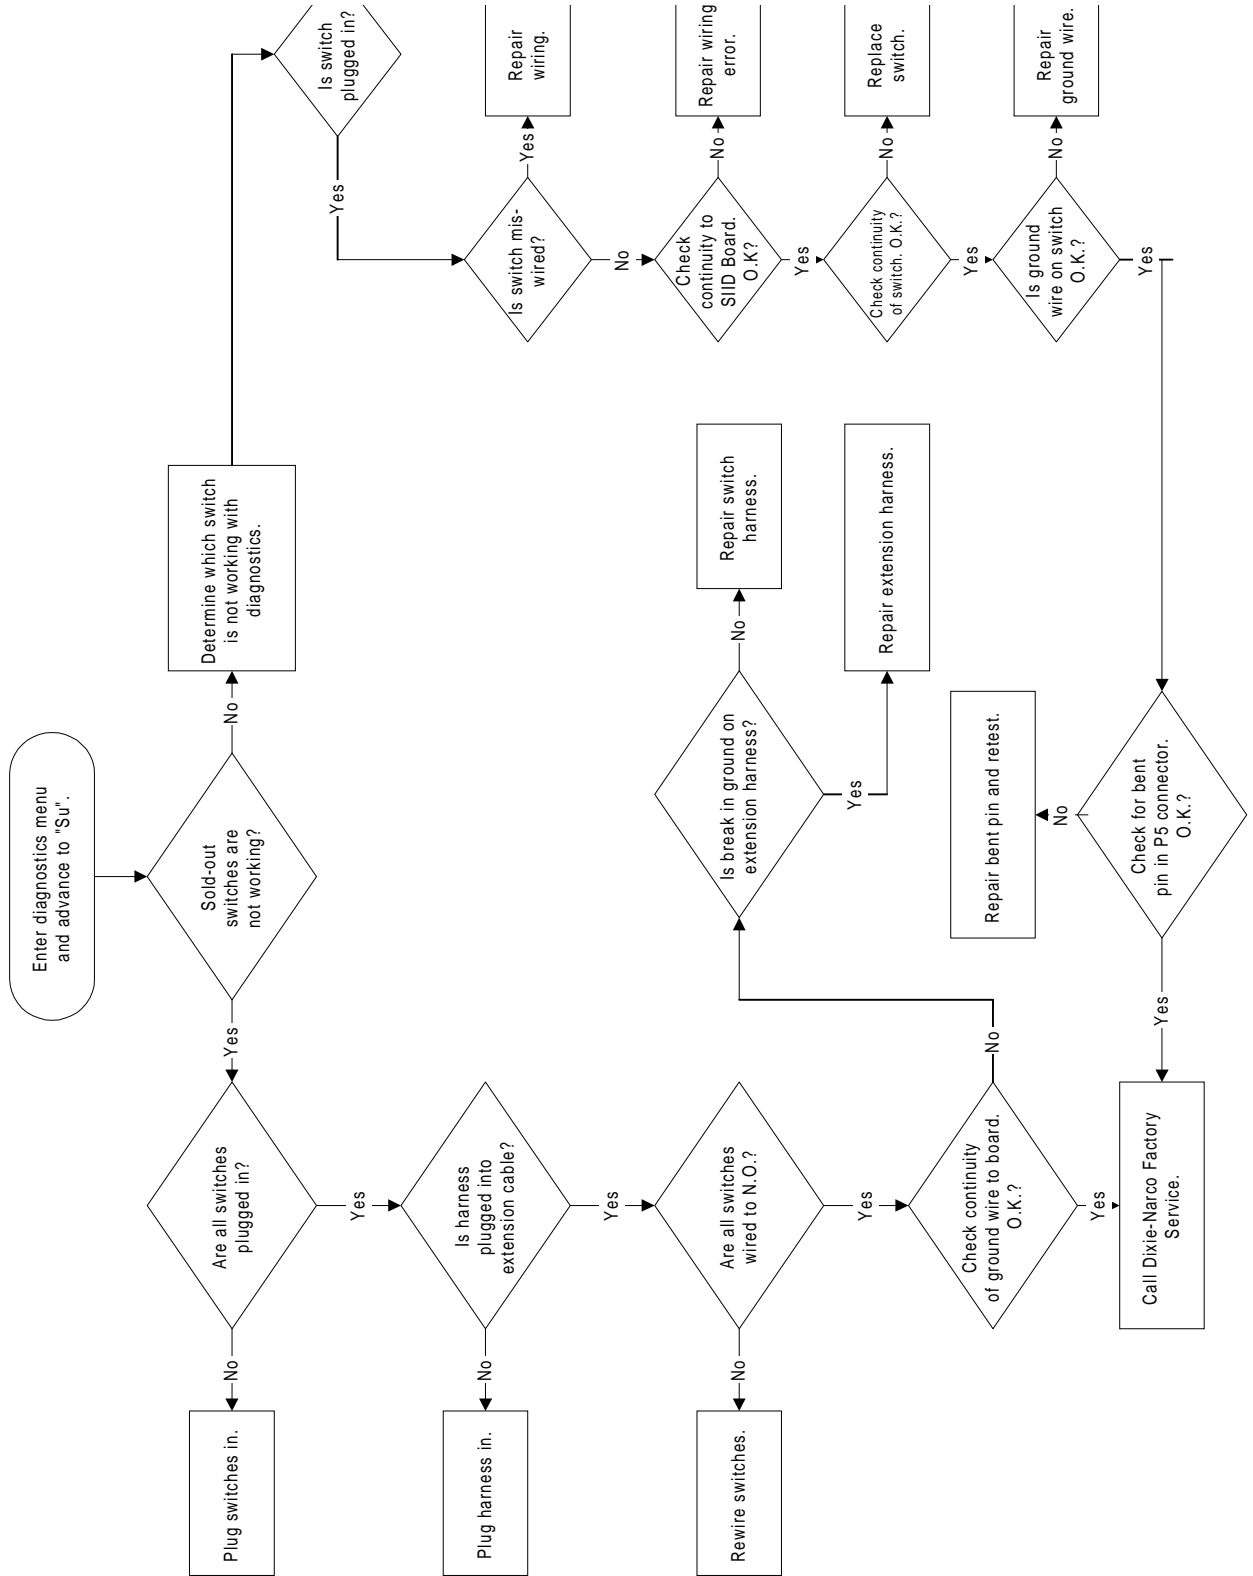 Enter diagnostics menu
and advance to "Su".
Sold-out
switches are
not working?
Yes
No
Are all switches
plugged in?
No
Plug switches in.
Yes
Is harness
plugged into
extension cable?
No
Plug harness in.
Yes
Are all switches
wired to N.O.?
No
Rewire switches.
Yes
Check continuity
of ground wire to board.
O.K.?
Yes
Call Dixie-Narco Factory
Service.
No
Is break in ground on
extension harness?
No
Repair switch
harness.
Yes
Repair extension harness.
Determine which switch
is not working with
diagnostics.
Is switch
plugged in?
Yes
Is switch mis-
wired?
Yes
Repair
wiring.
No
Check
continuity to
SIID Board.
O.K?
No
Repair wiring
error.
Yes
Check continuity
of switch. O.K.?
No
Replace
switch.
Yes
Is ground
wire on switch
O.K.?
No
Repair
ground wire.
Yes
Check for bent
pin in P5 connector.
O.K.?
No
Repair bent pin and retest.
Yes